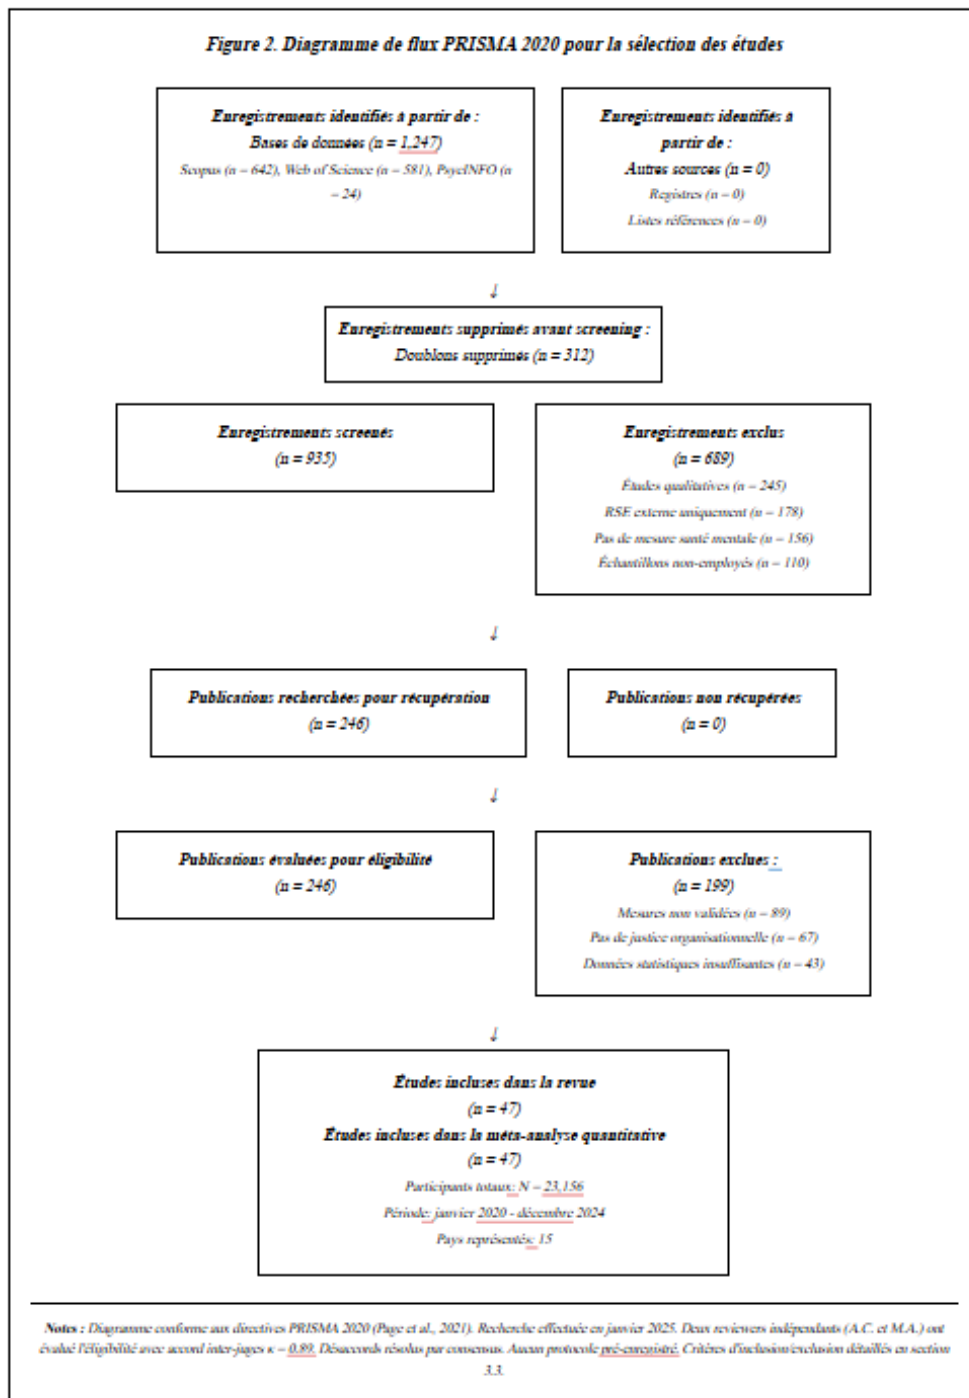 Figure 2. Diagramme de flux PRISMA 2020 pour la sélection des études
Enregistrements identifiés à partir de :
Bases de données (n = 1,247)
Scopus (n = 642), Web of Science (n = 581), PsycINFO (n
= 24)
Enregistrements identifiés à
partir de :
Autres sources (n = 0)
Registres (n = 0)
Listes références (n = 0)
↓
Enregistrements supprimés avant screening :
Doublons supprimés (n = 312)
Enregistrements screenés
(n = 935)
Enregistrements exclus
(n = 689)
Études qualitatives (n = 245)
RSE externe uniquement (n = 178)
Pas de mesure santé mentale (n = 156)
Échantillons non-employés (n = 110)
↓
Publications recherchées pour récupération
(n = 246)
Publications non récupérées
(n = 0)
↓
Publications évaluées pour éligibilité
(n = 246)
Publications exclues :
(n = 199)
Mesures non validées (n = 89)
Pas de justice organisationnelle (n = 67)
Données statistiques insuffisantes (n = 43)
↓
Études incluses dans la revue
(n = 47)
Études incluses dans la méta-analyse quantitative
(n = 47)
Participants totaux: N = 23,156
Période: janvier 2020 - décembre 2024
Pays représentés: 15
Notes : Diagramme conforme aux directives PRISMA 2020 (Page et al., 2021). Recherche effectuée en janvier 2025. Deux reviewers indépendants (A.C. et M.A.) ont
évalué l'éligibilité avec accord inter-juges κ = 0.89. Désaccords résolus par consensus. Aucun protocole pré-enregistré. Critères d'inclusion/exclusion détaillés en section
3.3.